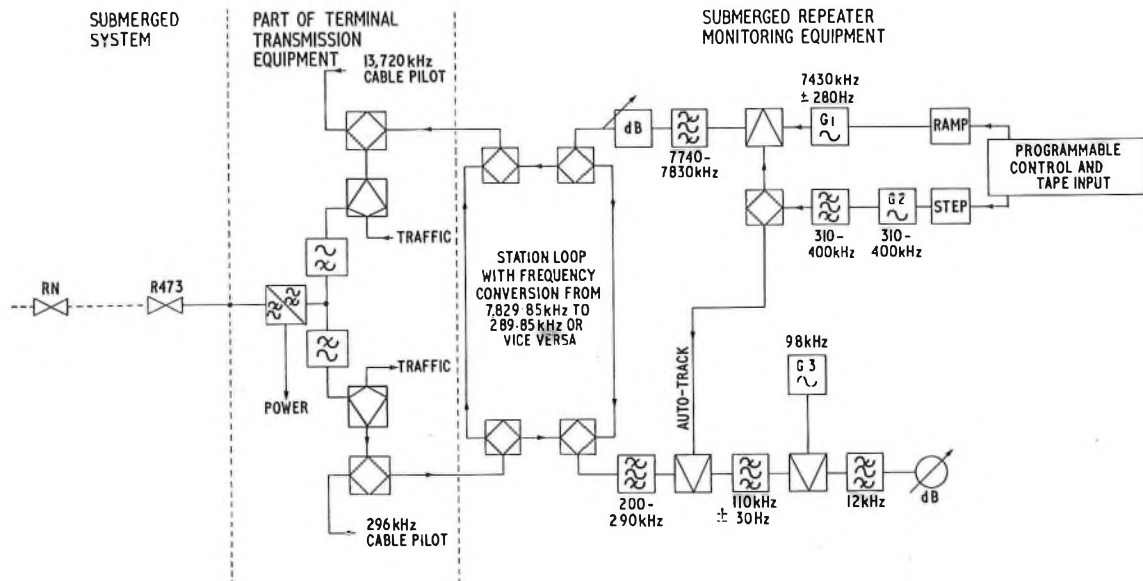 SUBMERGED
SYSTEM
PART OF TERMINAL
TRANSMISSION
EQUIPMENT
SUBMERGED REPEATER
MONITORING EQUIPMENT
13,720kHz
CABLE PILOT
7430kHz
± 280Hz
dB
G1
RAMP
7740-
7830kHz
PROGRAMMABLE
CONTROL AND
TAPE INPUT
G2
STEP
310-
400kHz
310-
400kHz
TRAFFIC
STATION LOOP
WITH FREQUENCY
CONVERSION FROM
7,829·85kHz TO
289·85kHz OR
VICE VERSA
RN
R473
TRAFFIC
POWER
AUTO-TRACK
98kHz
G3
200-
290kHz
110kHz
± 30Hz
12kHz
dB
296kHz
CABLE PILOT